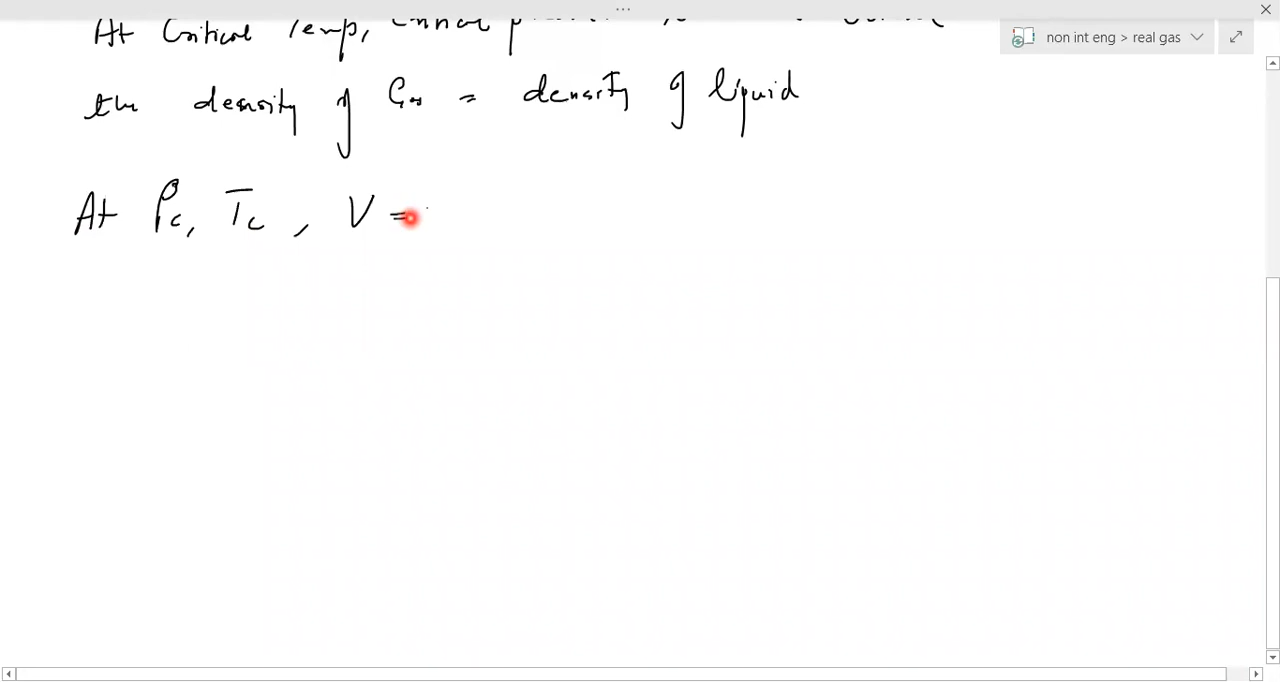 ...
non int eng > real gas
At Critical Temp,
the density of Gas = density of liquid
At Pc, Tc, V =